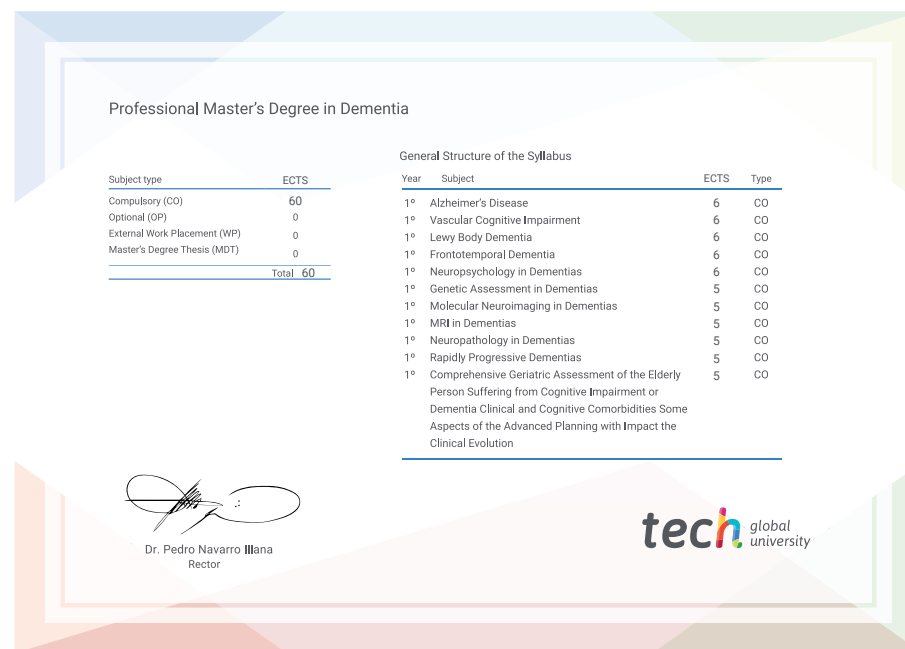 Professional Master's Degree in Dementia
Subject type ECTS
Compulsory (CO) 60
Optional (OP) 0
External Work Placement (WP) 0
Master's Degree Thesis (MDT) 0
Total 60
General Structure of the Syllabus
Year Subject ECTS Type
1º Alzheimer's Disease 6 CO
1º Vascular Cognitive Impairment 6 CO
1º Lewy Body Dementia 6 CO
1º Frontotemporal Dementia 6 CO
1º Neuropsychology in Dementias 6 CO
1º Genetic Assessment in Dementias 5 CO
1º Molecular Neuroimaging in Dementias 5 CO
1º MRI in Dementias 5 CO
1º Neuropathology in Dementias 5 CO
1º Rapidly Progressive Dementias 5 CO
1º Comprehensive Geriatric Assessment of the Elderly 5 CO
Person Suffering from Cognitive Impairment or
Dementia Clinical and Cognitive Comorbidities Some
Aspects of the Advanced Planning with Impact the
Clinical Evolution
Dr. Pedro Navarro Illana
Rector
tech global
university